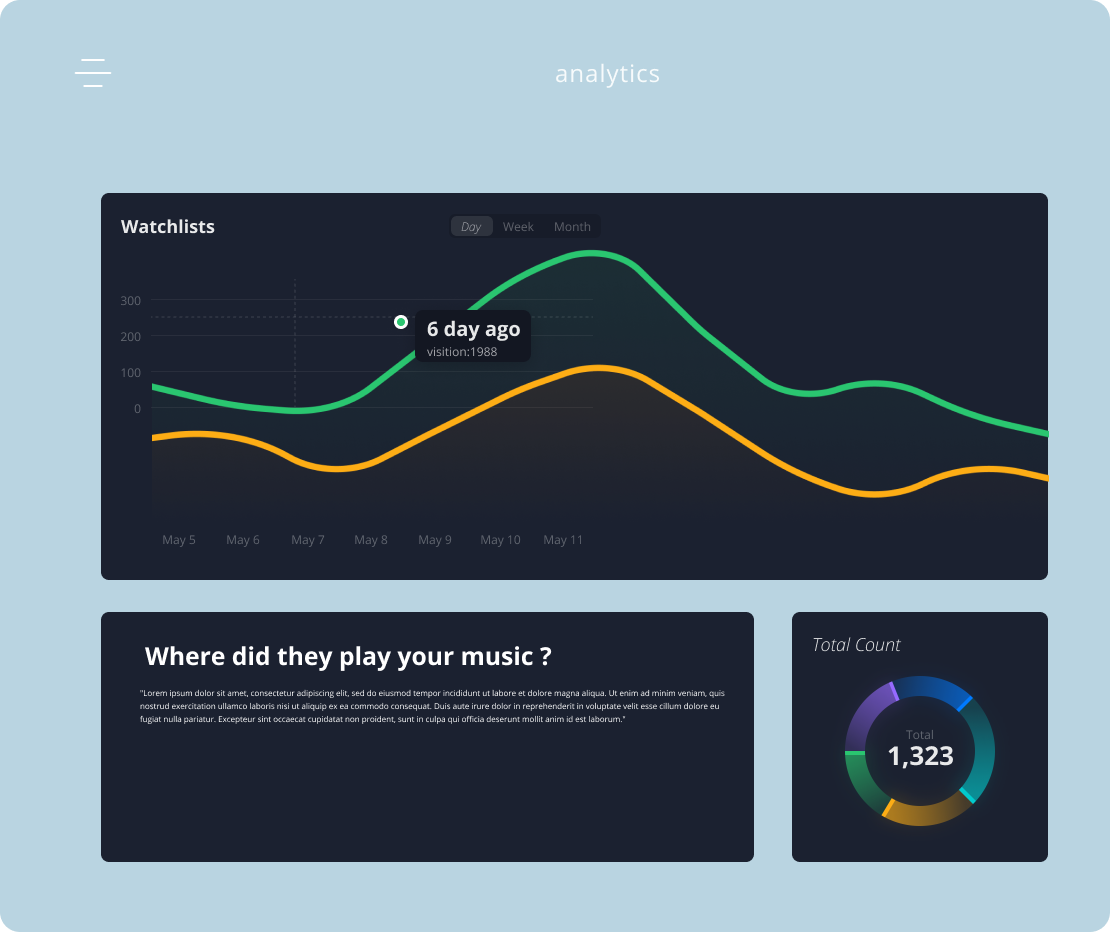 analytics
Watchlists
Day Week Month
300
6 day ago
200
visition:1988
100
0
May 5 May 6 May 7 May 8 May 9 May 10 May 11
Where did they play your music ?
"Lorem ipsum dolor sit amet, consectetur adipiscing elit, sed do eiusmod tempor incididunt ut labore et dolore magna aliqua. Ut enim ad minim veniam, quis
nostrud exercitation ullamco laboris nisi ut aliquip ex ea commodo consequat. Duis aute irure dolor in reprehenderit in voluptate velit esse cillum dolore eu
fugiat nulla pariatur. Excepteur sint occaecat cupidatat non proident, sunt in culpa qui officia deserunt mollit anim id est laborum."
Total Count
Total
1,323